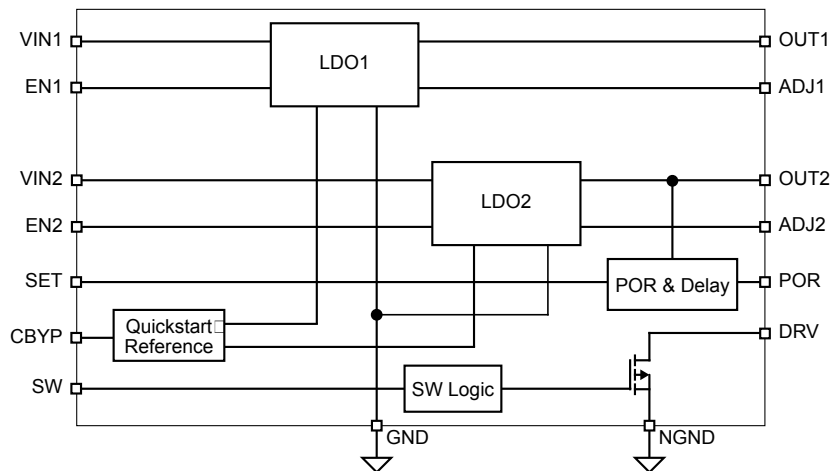 VIN1
LDO1
OUT1
EN1
ADJ1
VIN2
LDO2
OUT2
EN2
ADJ2
SET
POR & Delay
POR
CBYP
Quickstart
Reference
DRV
SW
SW Logic
GND
NGND